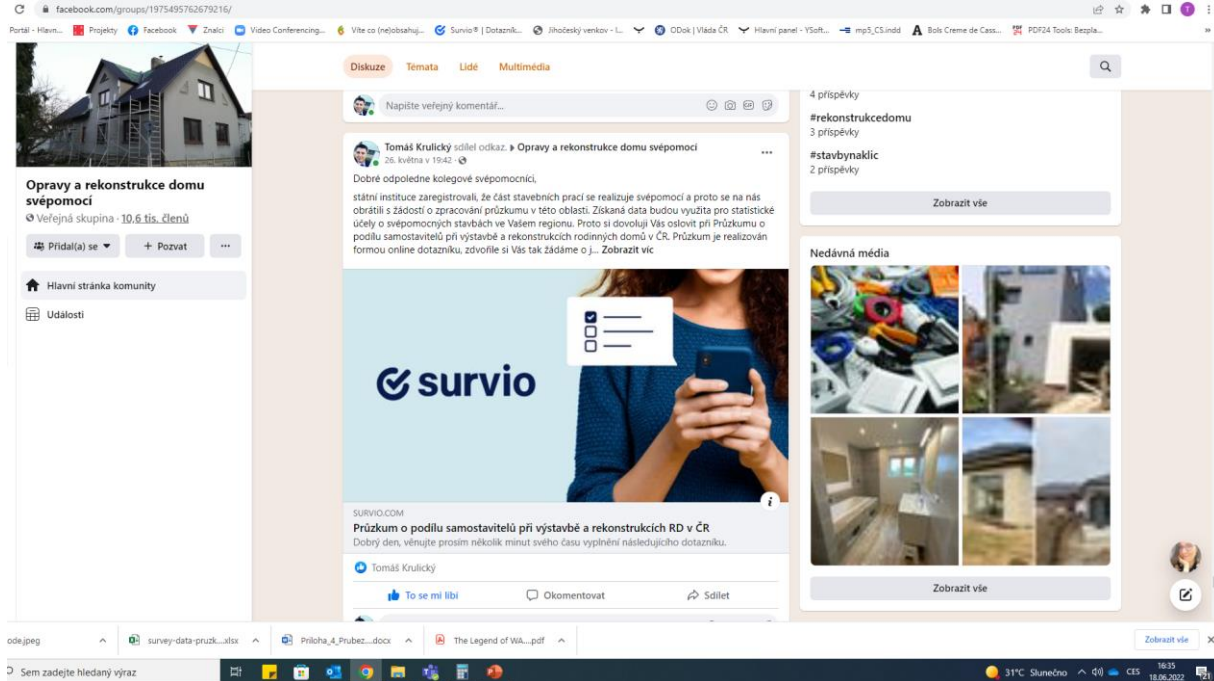 facebook.com/groups/1975495762679216/
Portál - Hlavn... Projekty Facebook Znalci Video Conferencing... Víte co (ne)obsahuj... Survio® | Dotazník... Jihočeský venkov - I... ODok | Vláda ČR Hlavní panel - YSoft... mp5_CS.indd Bols Creme de Cass... PDF24 Tools: Bezpla...
Diskuze Témata Lidé Multimédia
Napište veřejný komentář...
4 příspěvky
#rekonstrukcedomu
3 příspěvky
#stavbynaklic
2 příspěvky
Zobrazit vše
Opravy a rekonstrukce domu
svépomocí
Veřejná skupina · 10,6 tis. členů
Přidal(a) se + Pozvat ...
Hlavní stránka komunity
Události
Tomáš Krulický sdílel odkaz. ▸ Opravy a rekonstrukce domu svépomocí
26. května v 19:42 ·
Dobré odpoledne kolegové svépomocníci,
státní instituce zaregistrovali, že část stavebních prací se realizuje svépomocí a proto se na nás
obrátili s žádostí o zpracování průzkumu v této oblasti. Získaná data budou využita pro statistické
účely o svépomocných stavbách ve Vašem regionu. Proto si dovoluji Vás oslovit při Průzkumu o
podílu samostavitelů při výstavbě a rekonstrukcích rodinných domů v ČR. Průzkum je realizován
formou online dotazníku, zdvořile si Vás tak žádáme o j... Zobrazit víc
survio
SURVIO.COM
Průzkum o podílu samostavitelů při výstavbě a rekonstrukcích RD v ČR
Dobrý den, věnujte prosím několik minut svého času vyplnění následujícího dotazníku.
Tomáš Krulický
To se mi líbí Okomentovat Sdílet
Nedávná média
Zobrazit vše
ode.jpeg survey-data-pruzk....xlsx Priloha_4_Prubez....docx The Legend of WA....pdf Zobrazit vše
Sem zadejte hledaný výraz
31°C Slunečno CES 16:35
18.06.2022 21